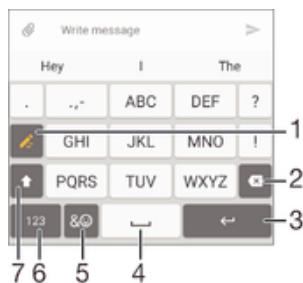 Write message
Hey I The
. .,- ABC DEF ?
GHI JKL MNO ! 1
PQRS TUV WXYZ 2
123 &☺ 3
7 6 5 4